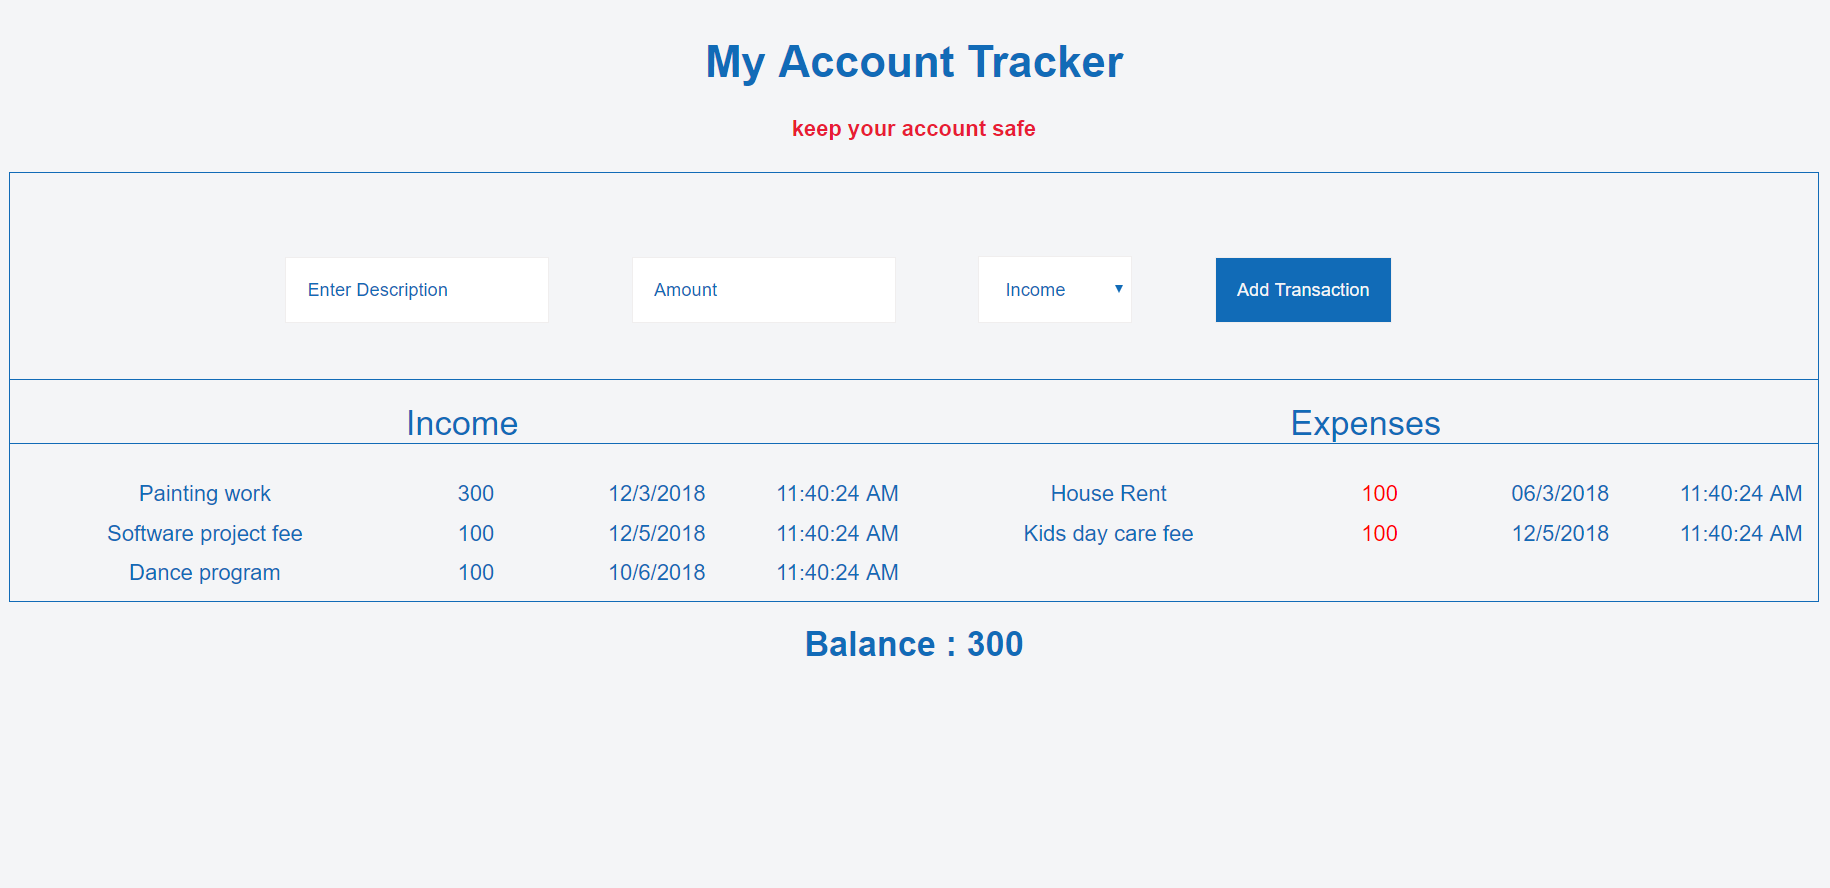 My Account Tracker
keep your account safe
Enter Description Amount Income Add Transaction
Income Expenses
Painting work 300 12/3/2018 11:40:24 AM House Rent 100 06/3/2018 11:40:24 AM
Software project fee 100 12/5/2018 11:40:24 AM Kids day care fee 100 12/5/2018 11:40:24 AM
Dance program 100 10/6/2018 11:40:24 AM
Balance : 300